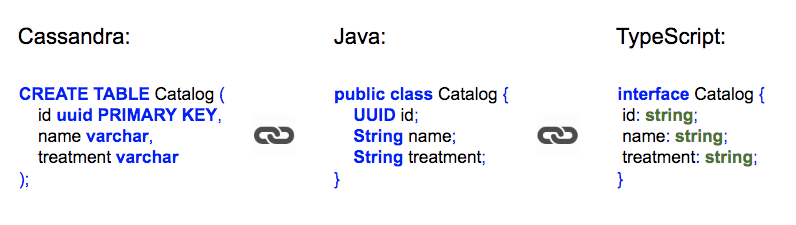 Cassandra:
CREATE TABLE Catalog (
id uuid PRIMARY KEY,
name varchar,
treatment varchar
);
Java:
public class Catalog {
UUID id;
String name;
String treatment;
}
TypeScript:
interface Catalog {
id: string;
name: string;
treatment: string;
}